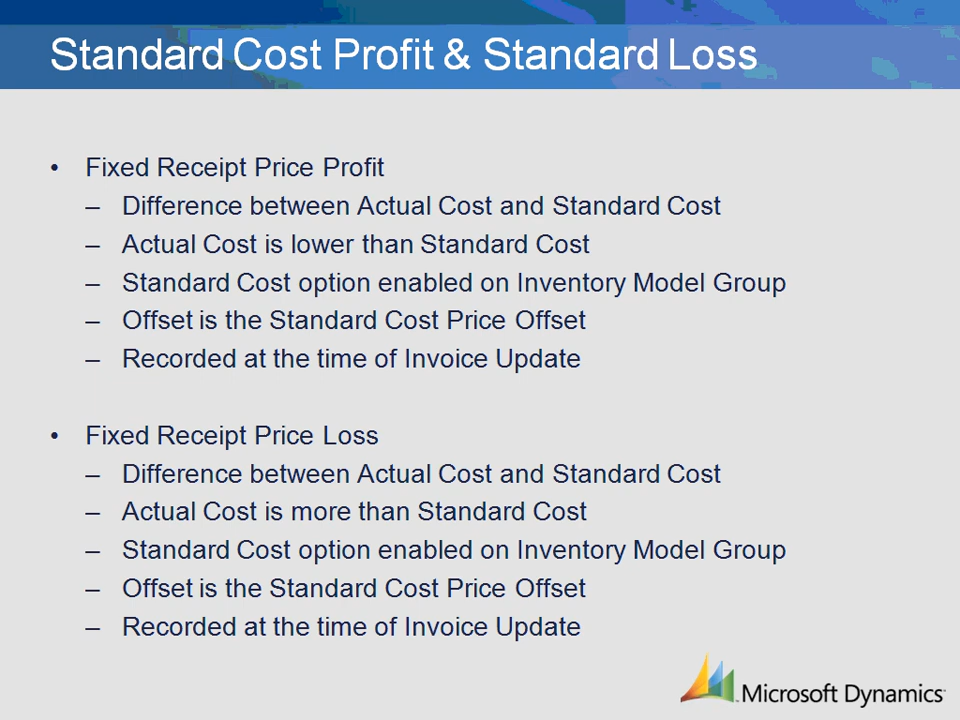 Standard Cost Profit & Standard Loss
• Fixed Receipt Price Profit
– Difference between Actual Cost and Standard Cost
– Actual Cost is lower than Standard Cost
– Standard Cost option enabled on Inventory Model Group
– Offset is the Standard Cost Price Offset
– Recorded at the time of Invoice Update
• Fixed Receipt Price Loss
– Difference between Actual Cost and Standard Cost
– Actual Cost is more than Standard Cost
– Standard Cost option enabled on Inventory Model Group
– Offset is the Standard Cost Price Offset
– Recorded at the time of Invoice Update
Microsoft Dynamics